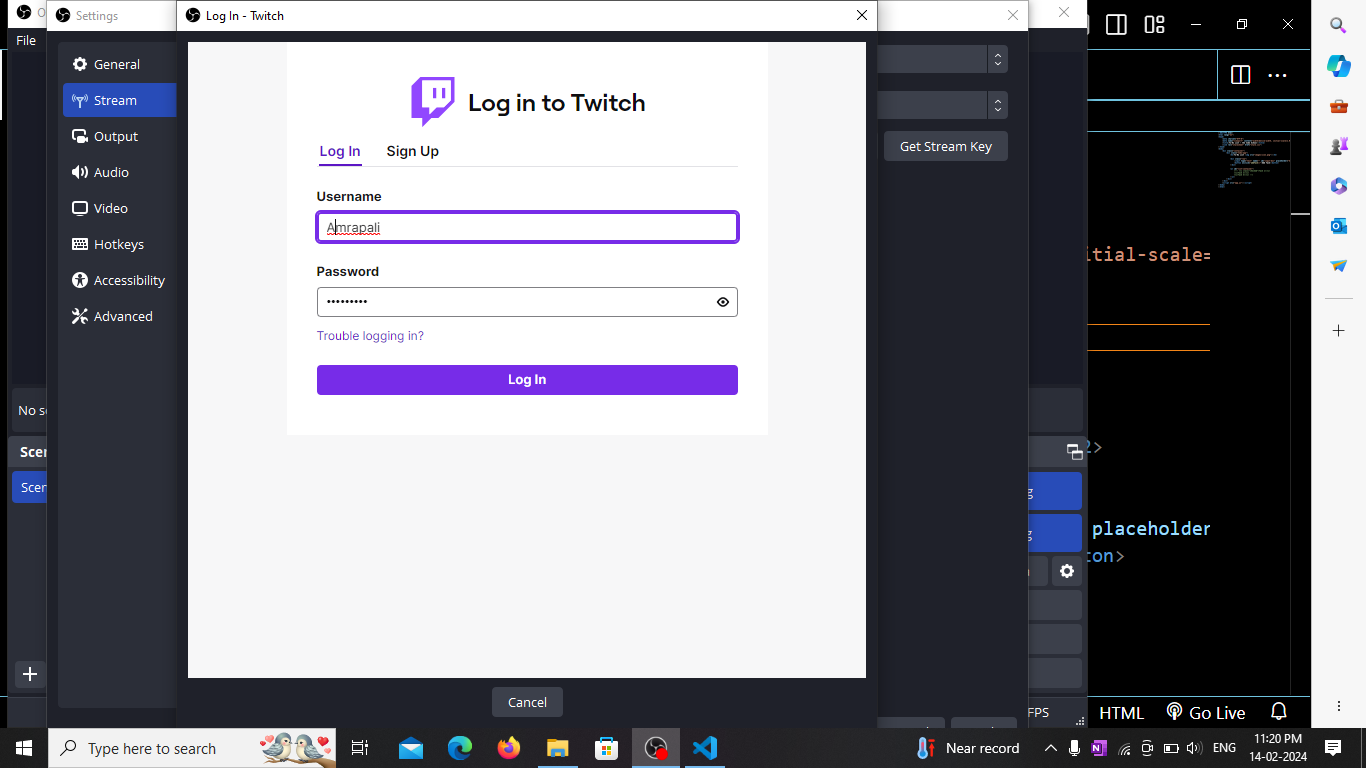 Settings
Log In - Twitch
File
General
Stream
Output
Audio
Video
Hotkeys
Accessibility
Advanced
Log in to Twitch
Log In
Sign Up
Username
Amrapali
Password
•••••••••
Trouble logging in?
Log In
Cancel
Get Stream Key
No
FPS
itial-scale=
2>
placeholder
ton>
HTML
Go Live
Type here to search
Near record
ENG
11:20 PM
14-02-2024